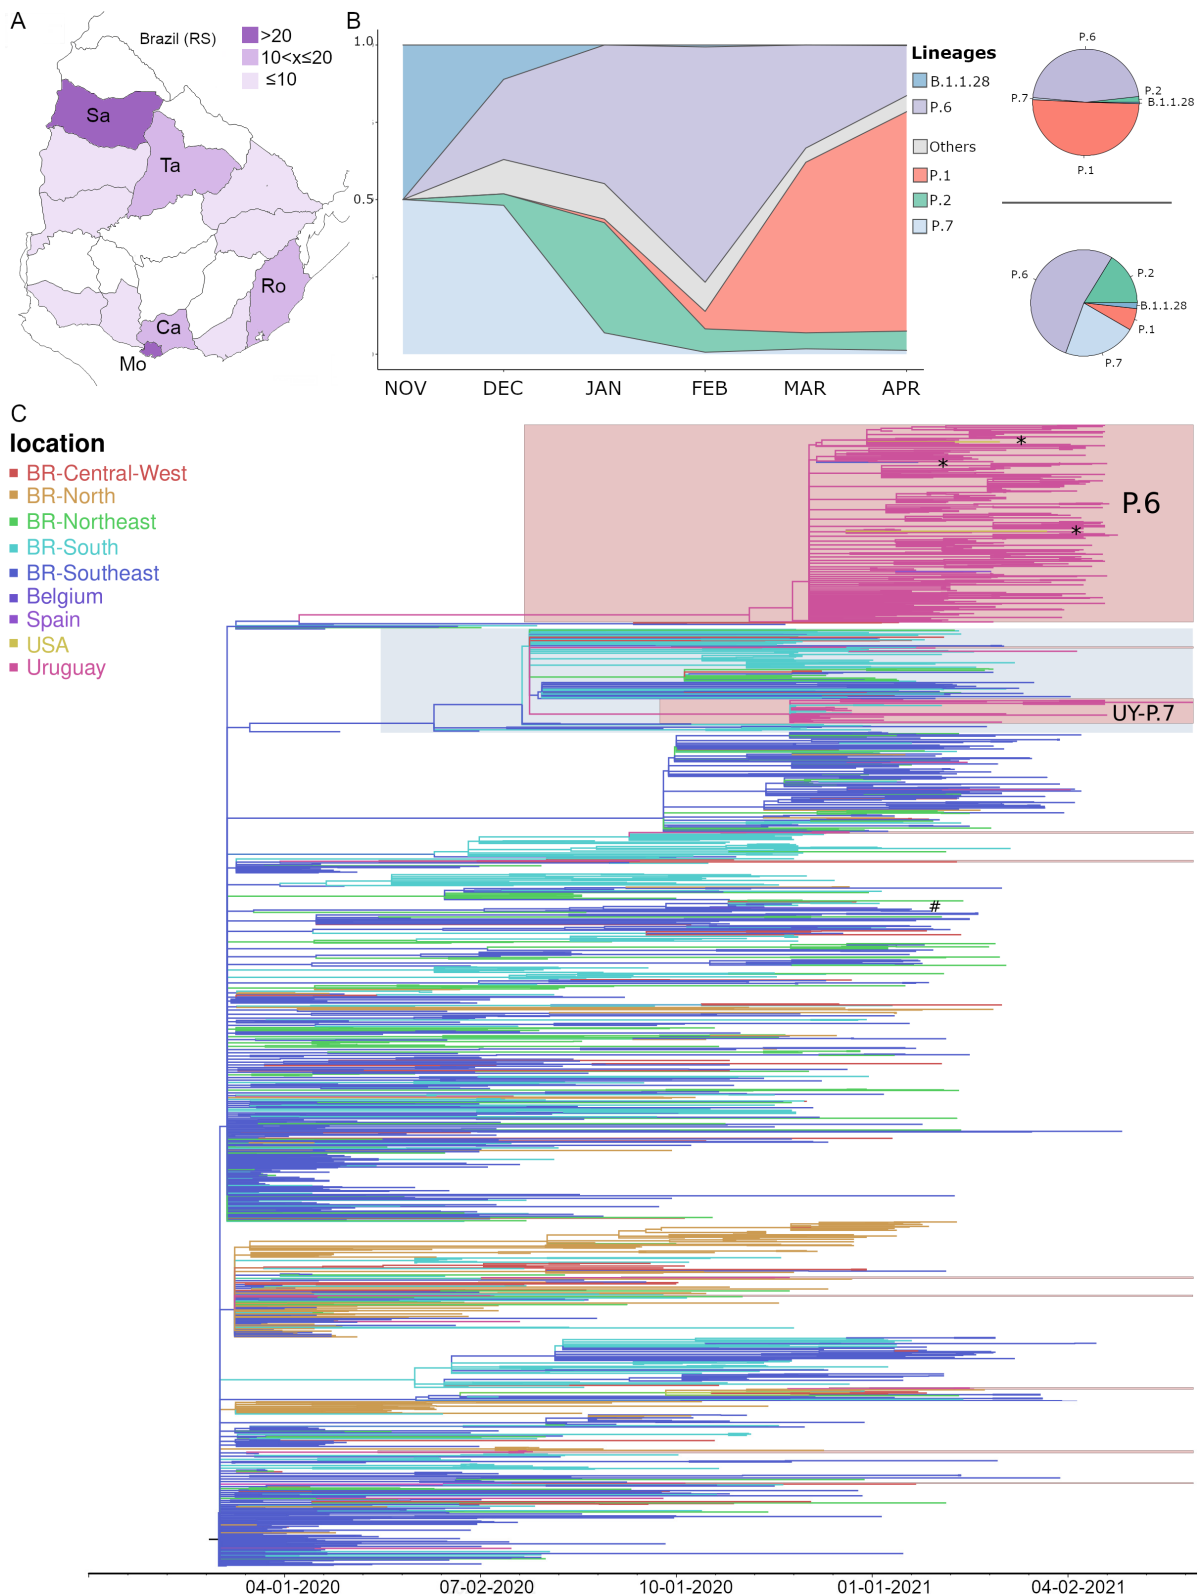 A
Brazil (RS)
>20
10<x≤20
≤10
Sa
Ta
Ro
Ca
Mo
B
1.0
0.5
NOV DEC JAN FEB MAR APR
Lineages
B.1.1.28
P.6
Others
P.1
P.2
P.7
P.6
P.7
P.2
B.1.1.28
P.1
P.6
P.2
B.1.1.28
P.1
P.7
C
location
BR-Central-West
BR-North
BR-Northeast
BR-South
BR-Southeast
Belgium
Spain
USA
Uruguay
*
*
P.6
*
UY-P.7
#
04-01-2020 07-02-2020 10-01-2020 01-01-2021 04-02-2021